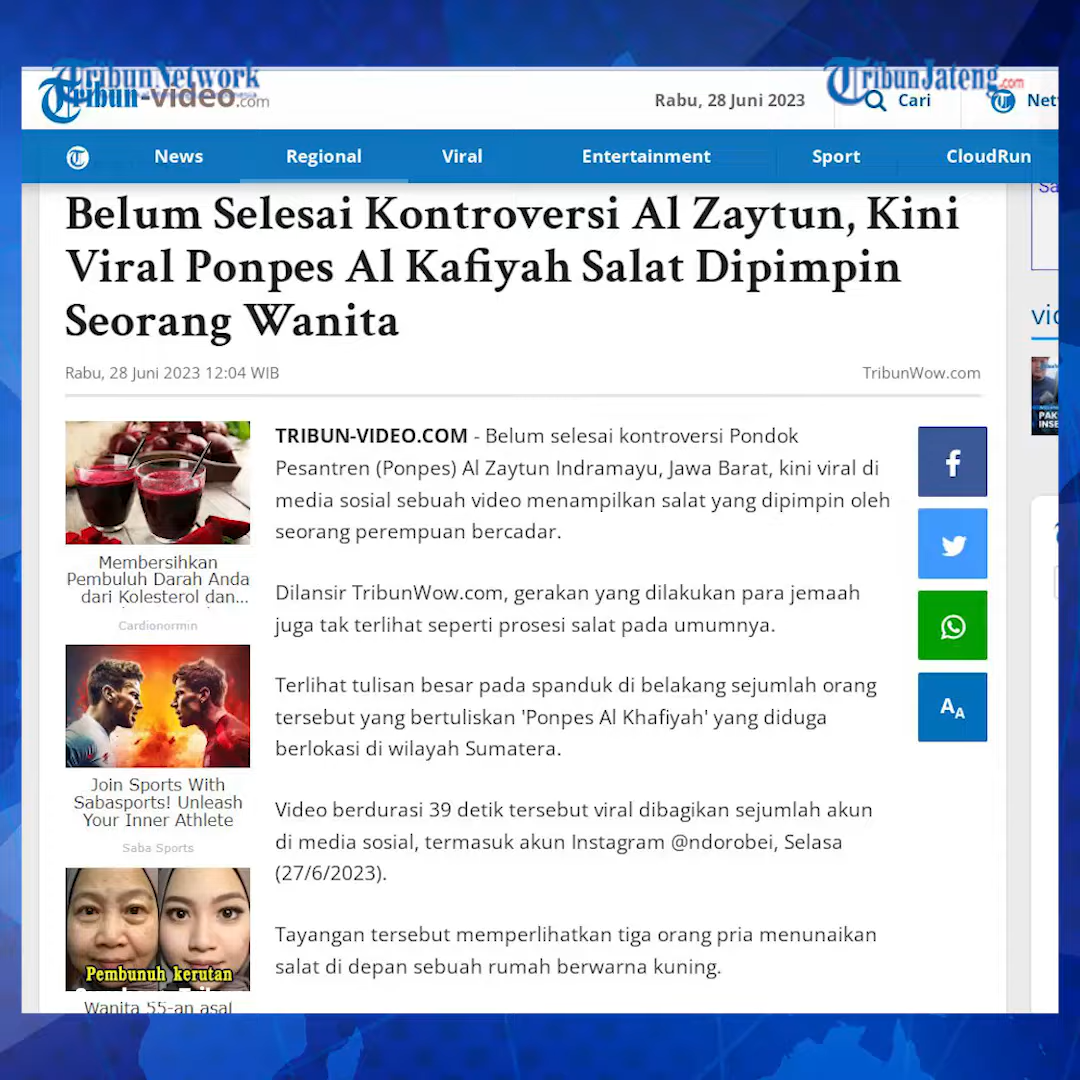 Tribun Network
Tribun-video.com
Rabu, 28 Juni 2023
TribunJateng.com
Cari
Net
News
Regional
Viral
Entertainment
Sport
CloudRun
Sa
Belum Selesai Kontroversi Al Zaytun, Kini
Viral Ponpes Al Kafiyah Salat Dipimpin
Seorang Wanita
Rabu, 28 Juni 2023 12:04 WIB
TribunWow.com
TRIBUN-VIDEO.COM - Belum selesai kontroversi Pondok
Pesantren (Ponpes) Al Zaytun Indramayu, Jawa Barat, kini viral di
media sosial sebuah video menampilkan salat yang dipimpin oleh
seorang perempuan bercadar.
Dilansir TribunWow.com, gerakan yang dilakukan para jemaah
juga tak terlihat seperti prosesi salat pada umumnya.
Terlihat tulisan besar pada spanduk di belakang sejumlah orang
tersebut yang bertuliskan 'Ponpes Al Khafiyah' yang diduga
berlokasi di wilayah Sumatera.
Video berdurasi 39 detik tersebut viral dibagikan sejumlah akun
di media sosial, termasuk akun Instagram @ndorobei, Selasa
(27/6/2023).
Tayangan tersebut memperlihatkan tiga orang pria menunaikan
salat di depan sebuah rumah berwarna kuning.
Membersihkan
Pembuluh Darah Anda
dari Kolesterol dan...
Cardionormin
Join Sports With
Sabasports! Unleash
Your Inner Athlete
Saba Sports
Pembunuh kerutan
Wanita 55-an asal
AA
vid
PAK
INSE